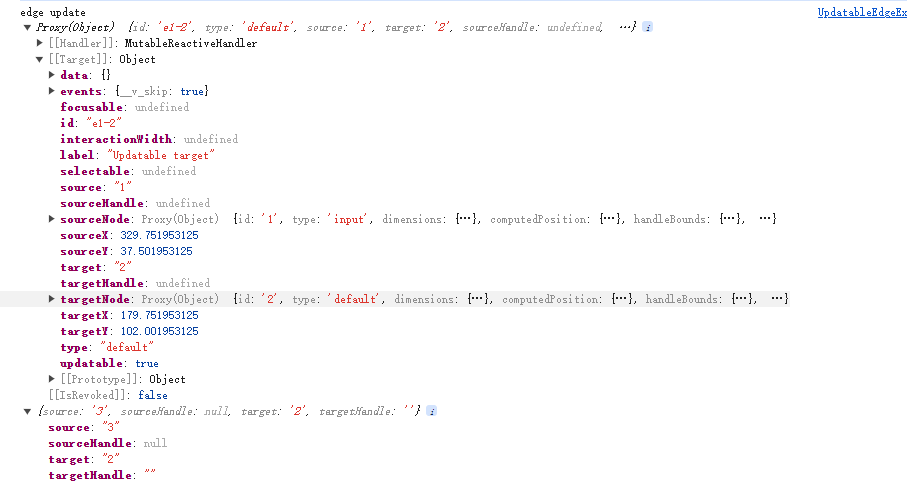 edge update UpdatableEdgeEx
▼ Proxy(Object) {id: 'e1-2', type: 'default', source: '1', target: '2', sourceHandle: undefined, …} i
▶ [[Handler]]: MutableReactiveHandler
▼ [[Target]]: Object
▶ data: {}
▶ events: {__v_skip: true}
focusable: undefined
id: "e1-2"
interactionWidth: undefined
label: "Updatable target"
selectable: undefined
source: "1"
sourceHandle: undefined
▶ sourceNode: Proxy(Object) {id: '1', type: 'input', dimensions: {…}, computedPosition: {…}, handleBounds: {…}, …}
sourceX: 329.751953125
sourceY: 37.501953125
target: "2"
targetHandle: undefined
▶ targetNode: Proxy(Object) {id: '2', type: 'default', dimensions: {…}, computedPosition: {…}, handleBounds: {…}, …}
targetX: 179.751953125
targetY: 102.001953125
type: "default"
updatable: true
▶ [[Prototype]]: Object
[[IsRevoked]]: false
▼ {source: '3', sourceHandle: null, target: '2', targetHandle: ''} i
source: "3"
sourceHandle: null
target: "2"
targetHandle: ""